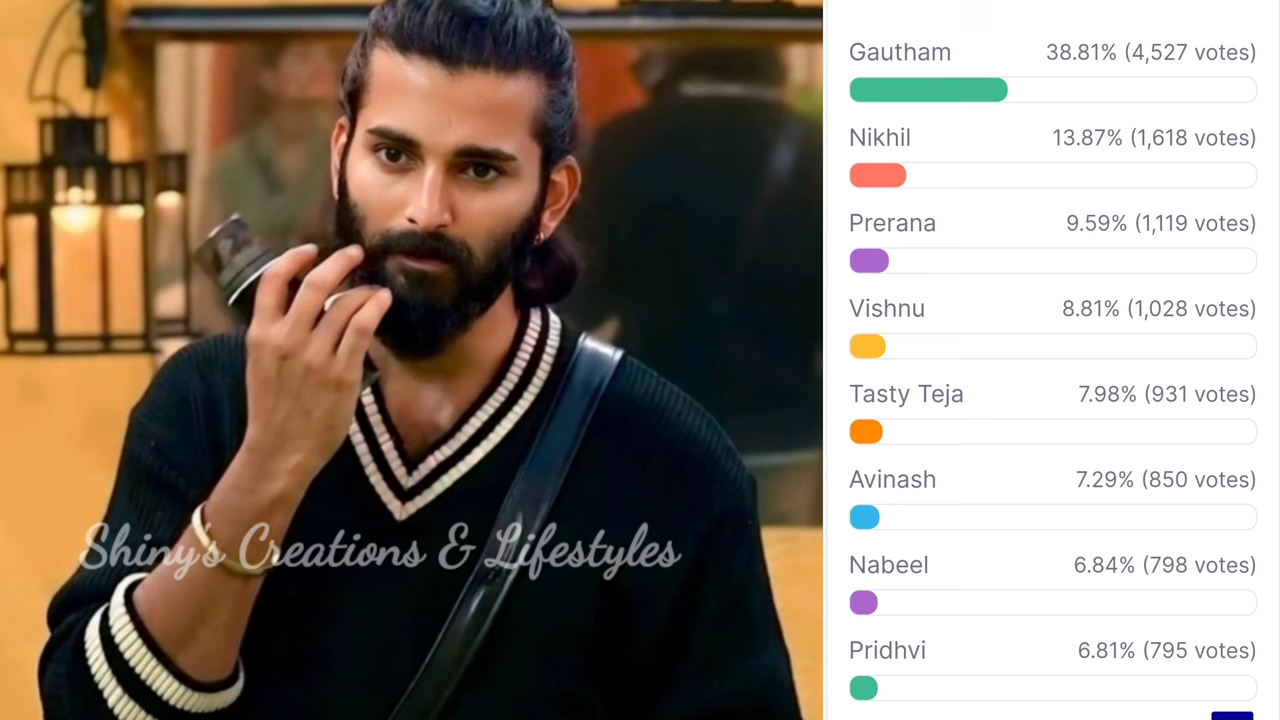 Shiny's Creations & Lifestyles
Gautham 38.81% (4,527 votes)
Nikhil 13.87% (1,618 votes)
Prerana 9.59% (1,119 votes)
Vishnu 8.81% (1,028 votes)
Tasty Teja 7.98% (931 votes)
Avinash 7.29% (850 votes)
Nabeel 6.84% (798 votes)
Pridhvi 6.81% (795 votes)